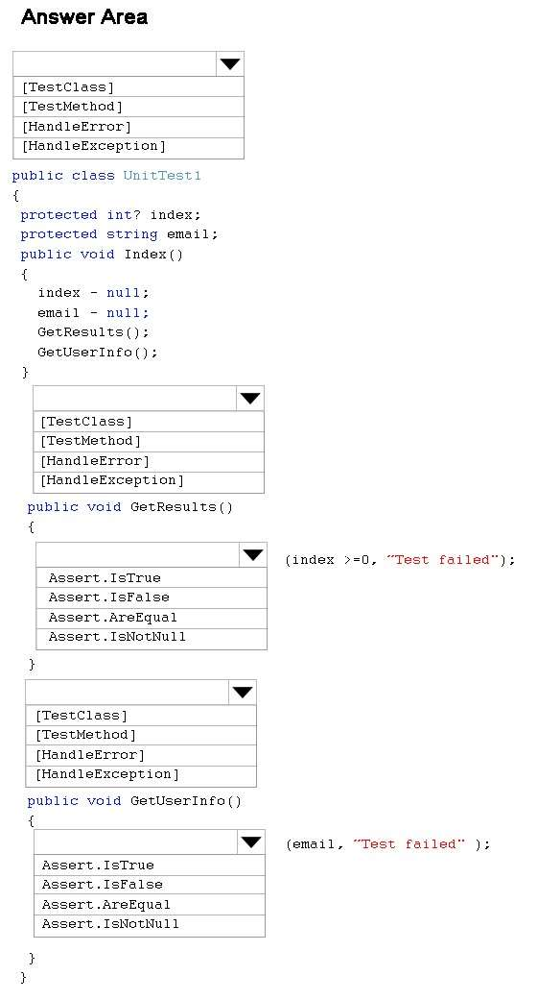 Answer Area
[TestClass]
[TestMethod]
[HandleError]
[HandleException]
public class UnitTest1
{
protected int? index;
protected string email;
public void Index()
{
index - null;
email - null;
GetResults();
GetUserInfo();
}
[TestClass]
[TestMethod]
[HandleError]
[HandleException]
public void GetResults()
{
(index >=0, "Test failed");
Assert.IsTrue
Assert.IsFalse
Assert.AreEqual
Assert.IsNotNull
}
[TestClass]
[TestMethod]
[HandleError]
[HandleException]
public void GetUserInfo()
{
(email, "Test failed" );
Assert.IsTrue
Assert.IsFalse
Assert.AreEqual
Assert.IsNotNull
}
}